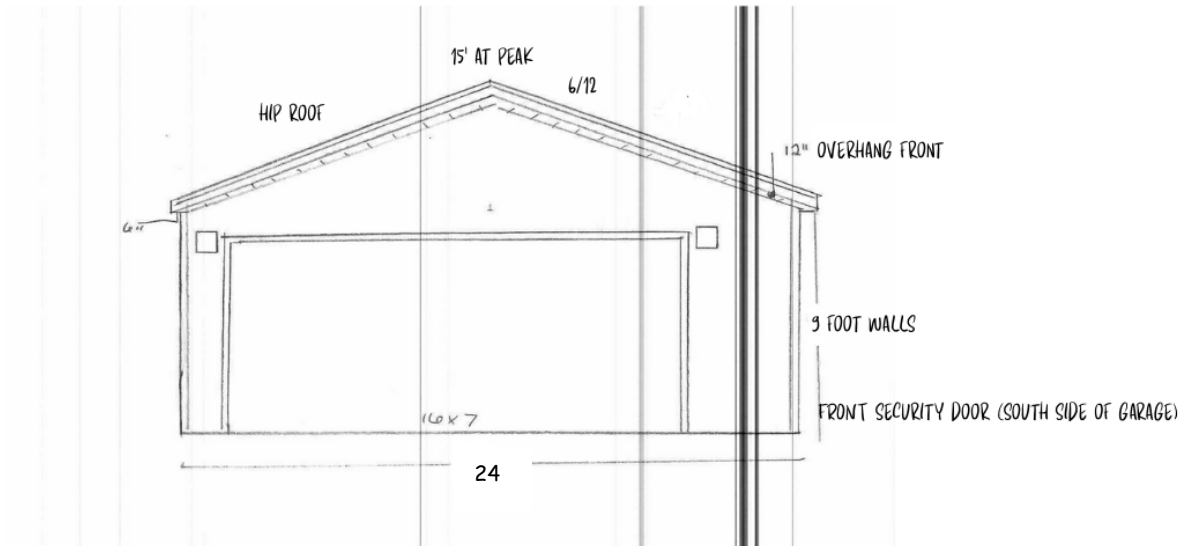 15' AT PEAK
6/12
HIP ROOF
12" OVERHANG FRONT
6"
9 FOOT WALLS
16x7
FRONT SECURITY DOOR (SOUTH SIDE OF GARAGE)
24